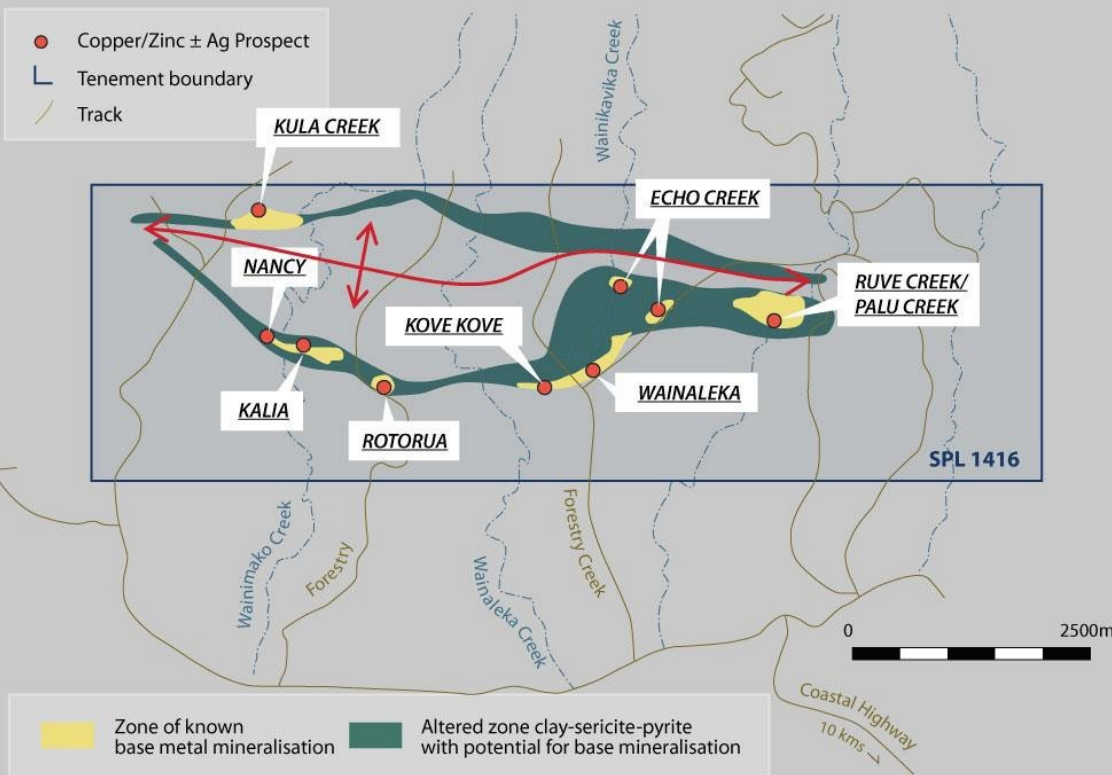 Copper/Zinc ± Ag Prospect
Tenement boundary
Track
KULA CREEK
Wainikavika Creek
ECHO CREEK
NANCY
RUVE CREEK/
PALU CREEK
KOVE KOVE
KALIA
WAINALEKA
ROTORUA
SPL 1416
Wainimako Creek
Forestry
Wainaleka Creek
Forestry Creek
0 2500m
Coastal Highway
10 kms
Zone of known
base metal mineralisation
Altered zone clay-sericite-pyrite
with potential for base mineralisation